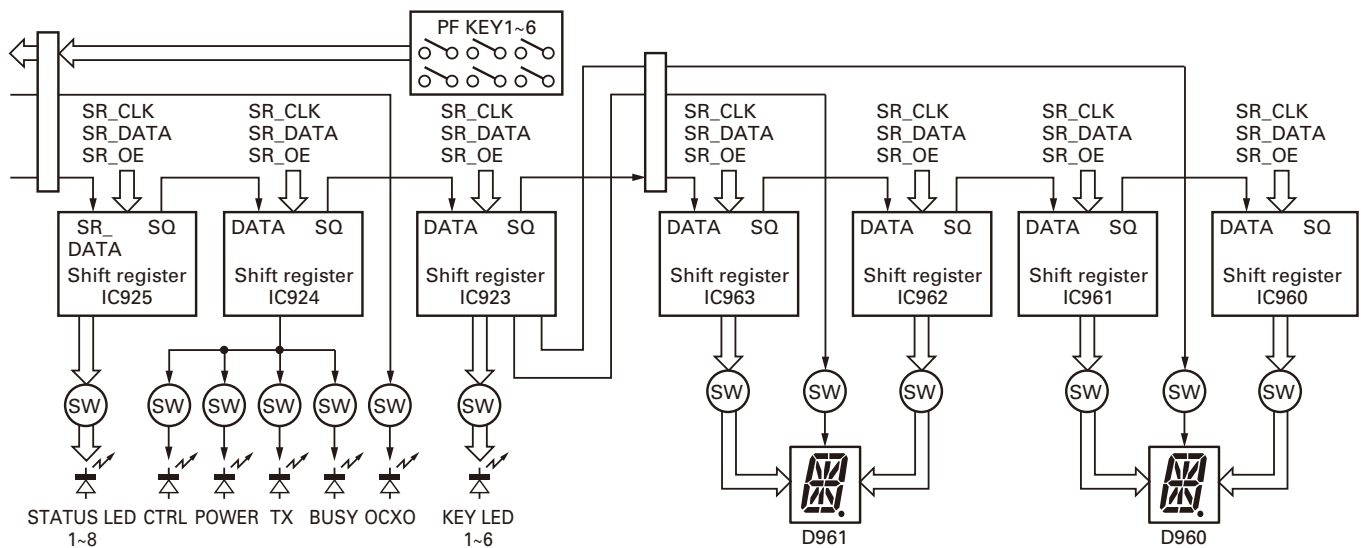 PF KEY1~6
SR_CLK
SR_DATA
SR_OE
SR_CLK
SR_DATA
SR_OE
SR_CLK
SR_DATA
SR_OE
SR_CLK
SR_DATA
SR_OE
SR_CLK
SR_DATA
SR_OE
SR_CLK
SR_DATA
SR_OE
SR_CLK
SR_DATA
SR_OE
SR_
DATA
SQ
Shift register
IC925
DATA SQ
Shift register
IC924
DATA SQ
Shift register
IC923
DATA SQ
Shift register
IC963
DATA SQ
Shift register
IC962
DATA SQ
Shift register
IC961
DATA SQ
Shift register
IC960
SW
SW
SW
SW
SW
SW
SW
SW
SW
SW
SW
SW
SW
STATUS LED
1~8
CTRL
POWER
TX
BUSY
OCXO
KEY LED
1~6
D961
D960